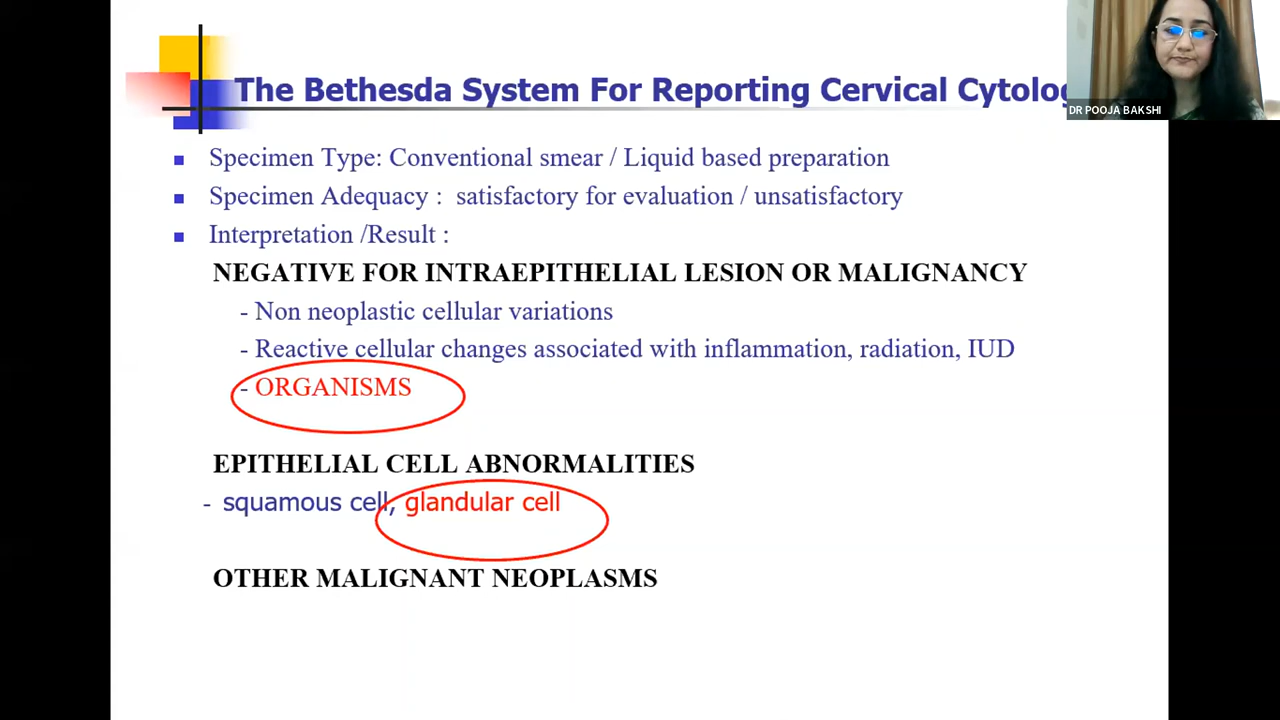 The Bethesda System For Reporting Cervical
DR POOJA BAKSHI
▪ Specimen Type: Conventional smear / Liquid based preparation
▪ Specimen Adequacy : satisfactory for evaluation / unsatisfactory
▪ Interpretation /Result :
NEGATIVE FOR INTRAEPITHELIAL LESION OR MALIGNANCY
- Non neoplastic cellular variations
- Reactive cellular changes associated with inflammation, radiation, IUD
- ORGANISMS
EPITHELIAL CELL ABNORMALITIES
- squamous cell, glandular cell
OTHER MALIGNANT NEOPLASMS